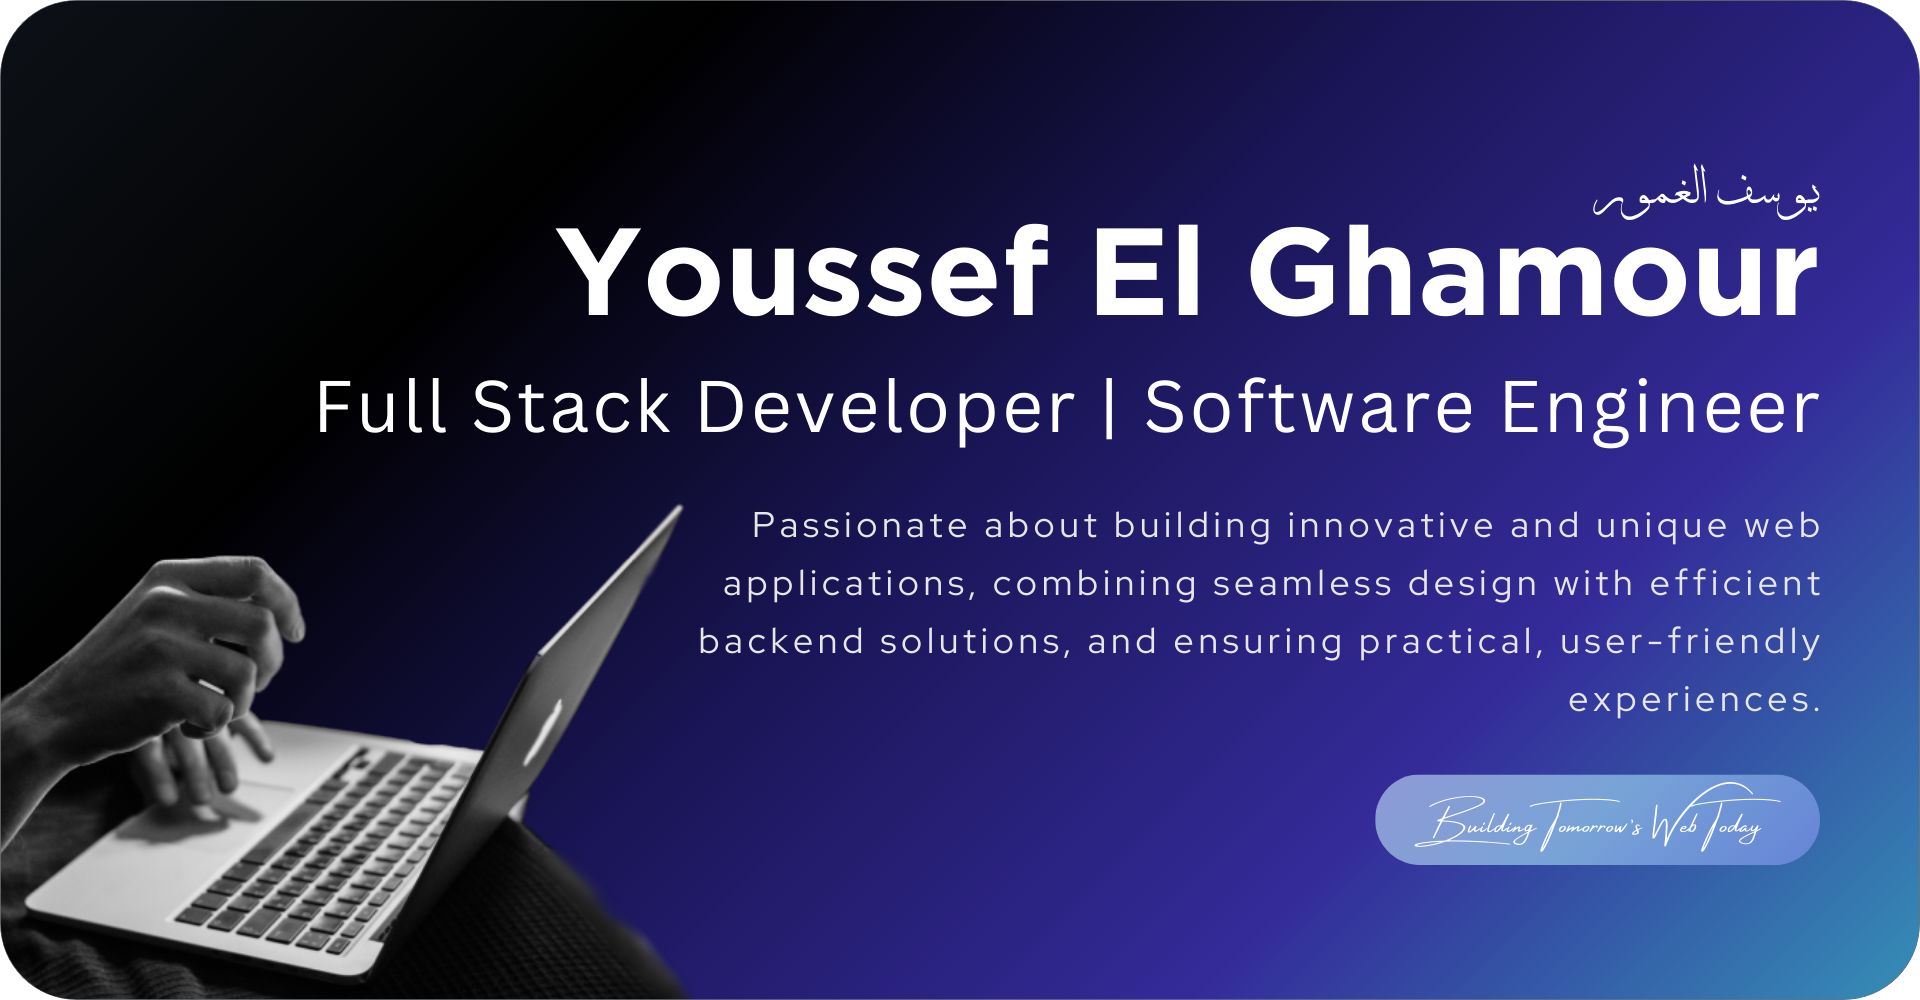 يوسف الغمور
Youssef El Ghamour
Full Stack Developer | Software Engineer
Passionate about building innovative and unique web
applications, combining seamless design with efficient
backend solutions, and ensuring practical, user-friendly
experiences.
Building Tomorrow's Web Today